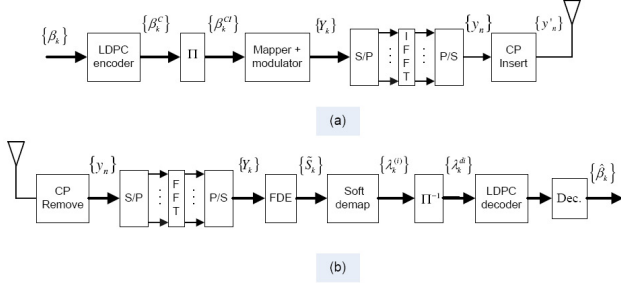 {β_k}
LDPC encoder
{β_k^C}
Π
{β_k^{CI}}
Mapper + modulator
{Y_k}
S/P
I F F T
P/S
{y_n}
CP Insert
{y'_n}
(a)
{y_n}
CP Remove
S/P
F F T
P/S
{Y_k}
FDE
{S̃_k}
Soft demap
{λ_k^{(i)}}
Π^{-1}
{λ_k^{di}}
LDPC decoder
Dec.
{β̂_k}
(b)